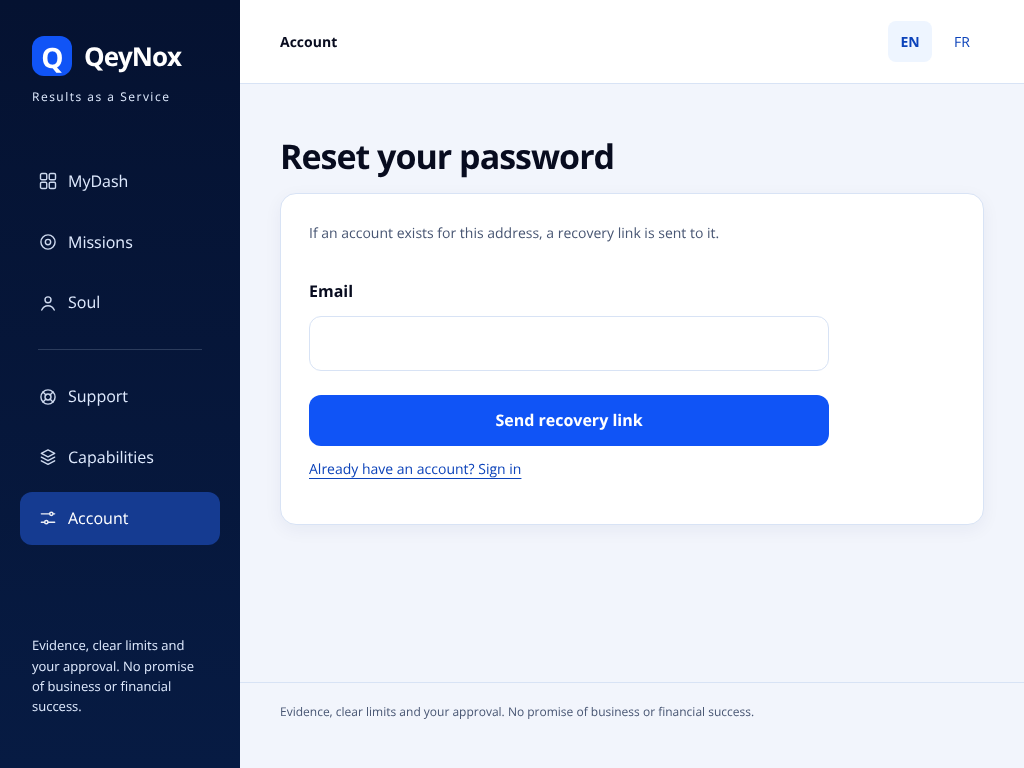 Q QeyNox
Results as a Service
MyDash
Missions
Soul
Support
Capabilities
Account
Evidence, clear limits and
your approval. No promise
of business or financial
success.
Account
EN FR
Reset your password
If an account exists for this address, a recovery link is sent to it.
Email
Send recovery link
Already have an account? Sign in
Evidence, clear limits and your approval. No promise of business or financial success.